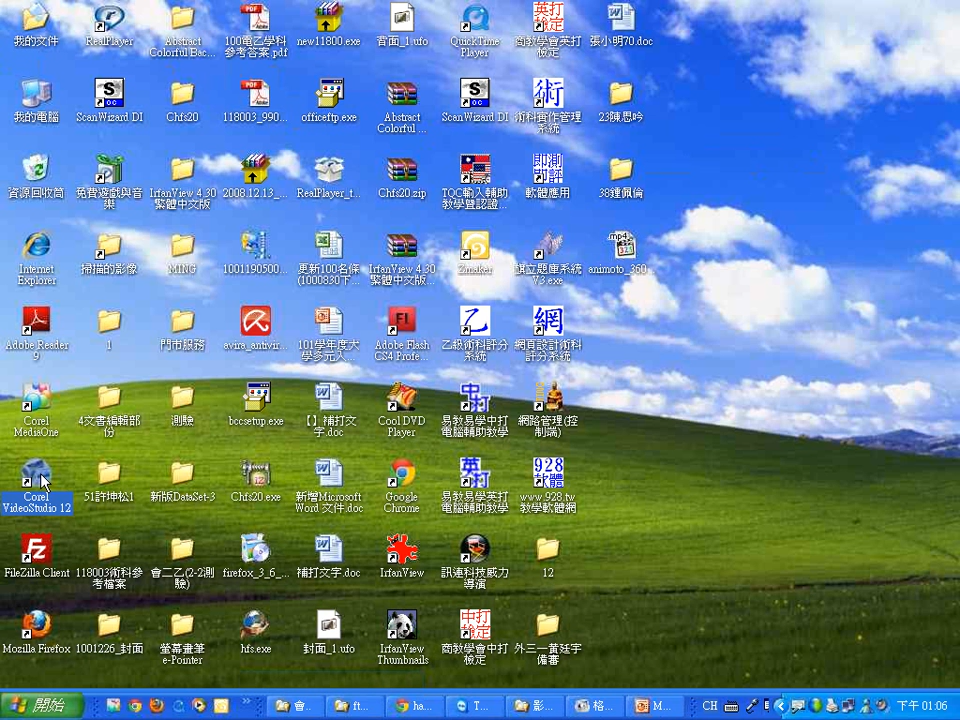 我的文件
RealPlayer
Abstract
Colorful Bac...
100電乙學科
參考答案.pdf
new11800.exe
背面_1.ufo
QuickTime
Player
商教學會英打
檢定
張小明70.doc
我的電腦
ScanWizard DI
Chfs20
118003_990...
officeftp.exe
Abstract
Colorful ...
ScanWizard DI
術科實作管理
系統
23陳思吟
資源回收筒
免費遊戲與音
樂
IrfanView 4.30
繁體中文版
2008.12.13_...
RealPlayer_t...
Chfs20.zip
TQC輸入輔助
教學暨認證...
軟體應用
38鍾佩倫
Internet
Explorer
掃描的影像
MING
1001190500...
更新100名條
(1000830下...
IrfanView 4.30
繁體中文版...
Zmaker
旗立題庫系統
V3.exe
animoto_360...
Adobe Reader
9
1
門市服務
avira_antivir...
101學年度大
學多元入...
Adobe Flash
CS4 Profe...
乙級術科評分
系統
網頁設計術科
評分系統
Corel
MediaOne
4文書編輯部
份
測驗
bccsetup.exe
【】補打文
字.doc
Cool DVD
Player
易教易學中打
電腦輔助教學
網路管理(控
制端)
Corel
VideoStudio 12
51許坤松1
新版DataSet-3
Chfs20.exe
新增Microsoft
Word 文件.doc
Google
Chrome
易教易學英打
電腦輔助教學
www.928.tw
教學軟體網
FileZilla Client
118003術科參
考檔案
會二乙(2-2測
驗)
firefox_3_6_...
補打文字.doc
IrfanView
訊連科技威力
導演
12
Mozilla Firefox
1001226_封面
螢幕畫筆
e-Pointer
hfs.exe
封面_1.ufo
IrfanView
Thumbnails
商教學會中打
檢定
外三一黃廷宇
備審
開始
會...
ft...
ha...
T...
影...
格...
M...
CH
下午 01:06